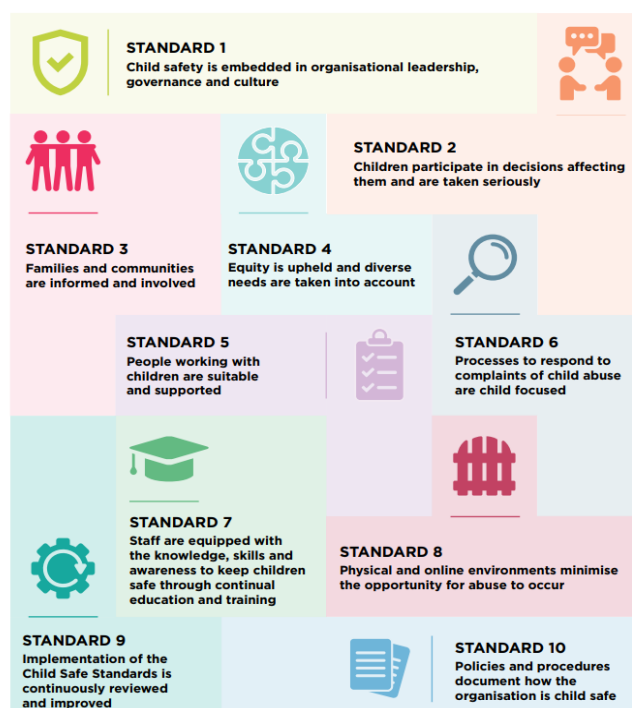 STANDARD 1
Child safety is embedded in organisational leadership,
governance and culture
STANDARD 2
Children participate in decisions affecting
them and are taken seriously
STANDARD 3
Families and communities
are informed and involved
STANDARD 4
Equity is upheld and diverse
needs are taken into account
STANDARD 5
People working with
children are suitable
and supported
STANDARD 6
Processes to respond to
complaints of child abuse
are child focused
STANDARD 7
Staff are equipped with
the knowledge, skills and
awareness to keep children
safe through continual
education and training
STANDARD 8
Physical and online environments minimise
the opportunity for abuse to occur
STANDARD 9
Implementation of the
Child Safe Standards is
continuously reviewed
and improved
STANDARD 10
Policies and procedures
document how the
organisation is child safe